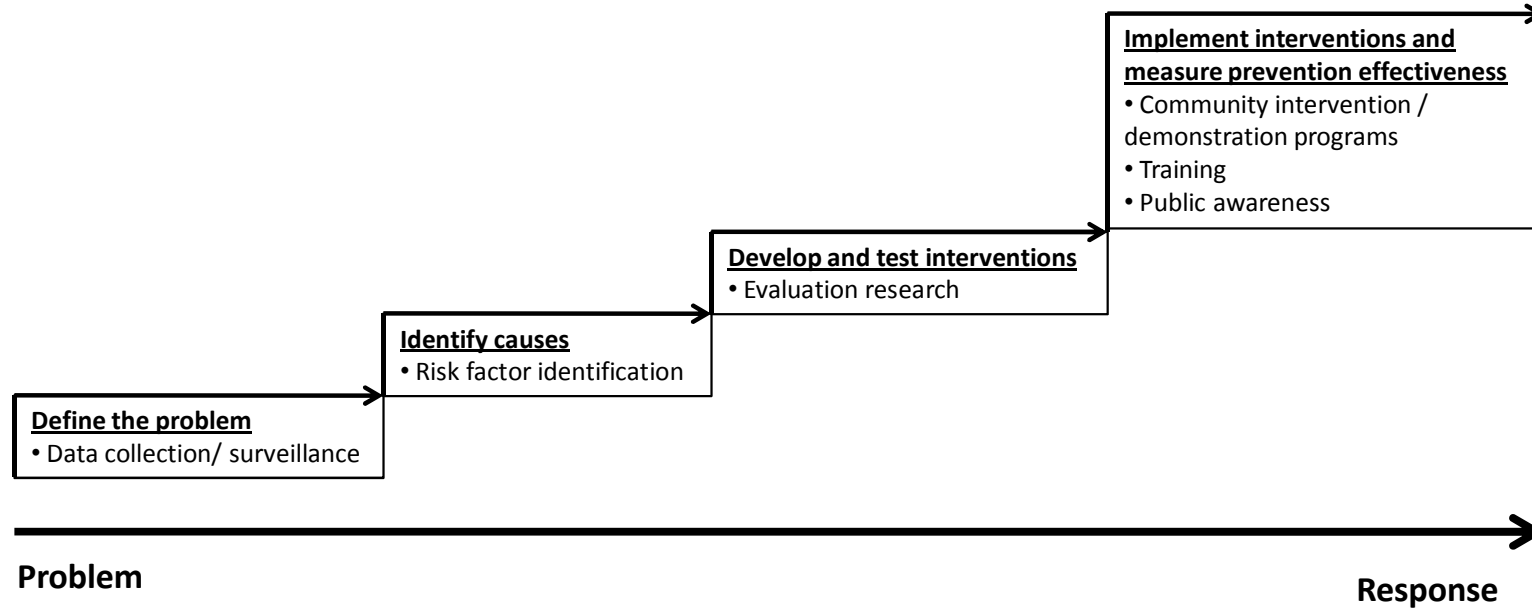 Implement interventions and
measure prevention effectiveness
• Community intervention /
demonstration programs
• Training
• Public awareness
Develop and test interventions
• Evaluation research
Identify causes
• Risk factor identification
Define the problem
• Data collection/ surveillance
Problem
Response